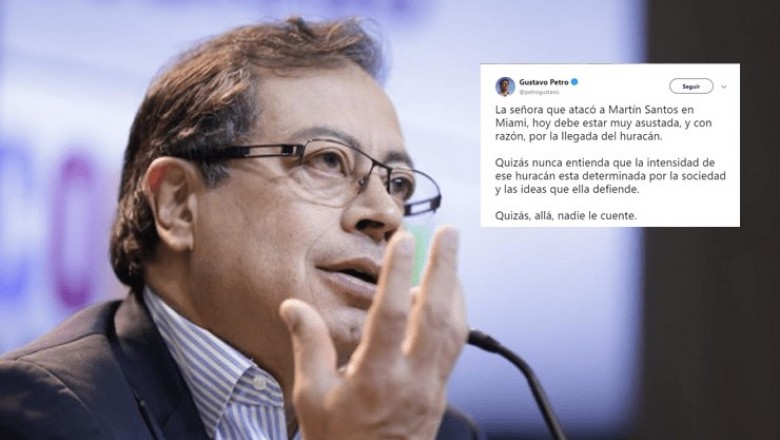 Gustavo Petro
@petrogustavo
Seguir
La señora que atacó a Martín Santos en
Miami, hoy debe estar muy asustada, y con
razón, por la llegada del huracán.
Quizás nunca entienda que la intensidad de
ese huracán esta determinada por la sociedad
y las ideas que ella defiende.
Quizás, allá, nadie le cuente.